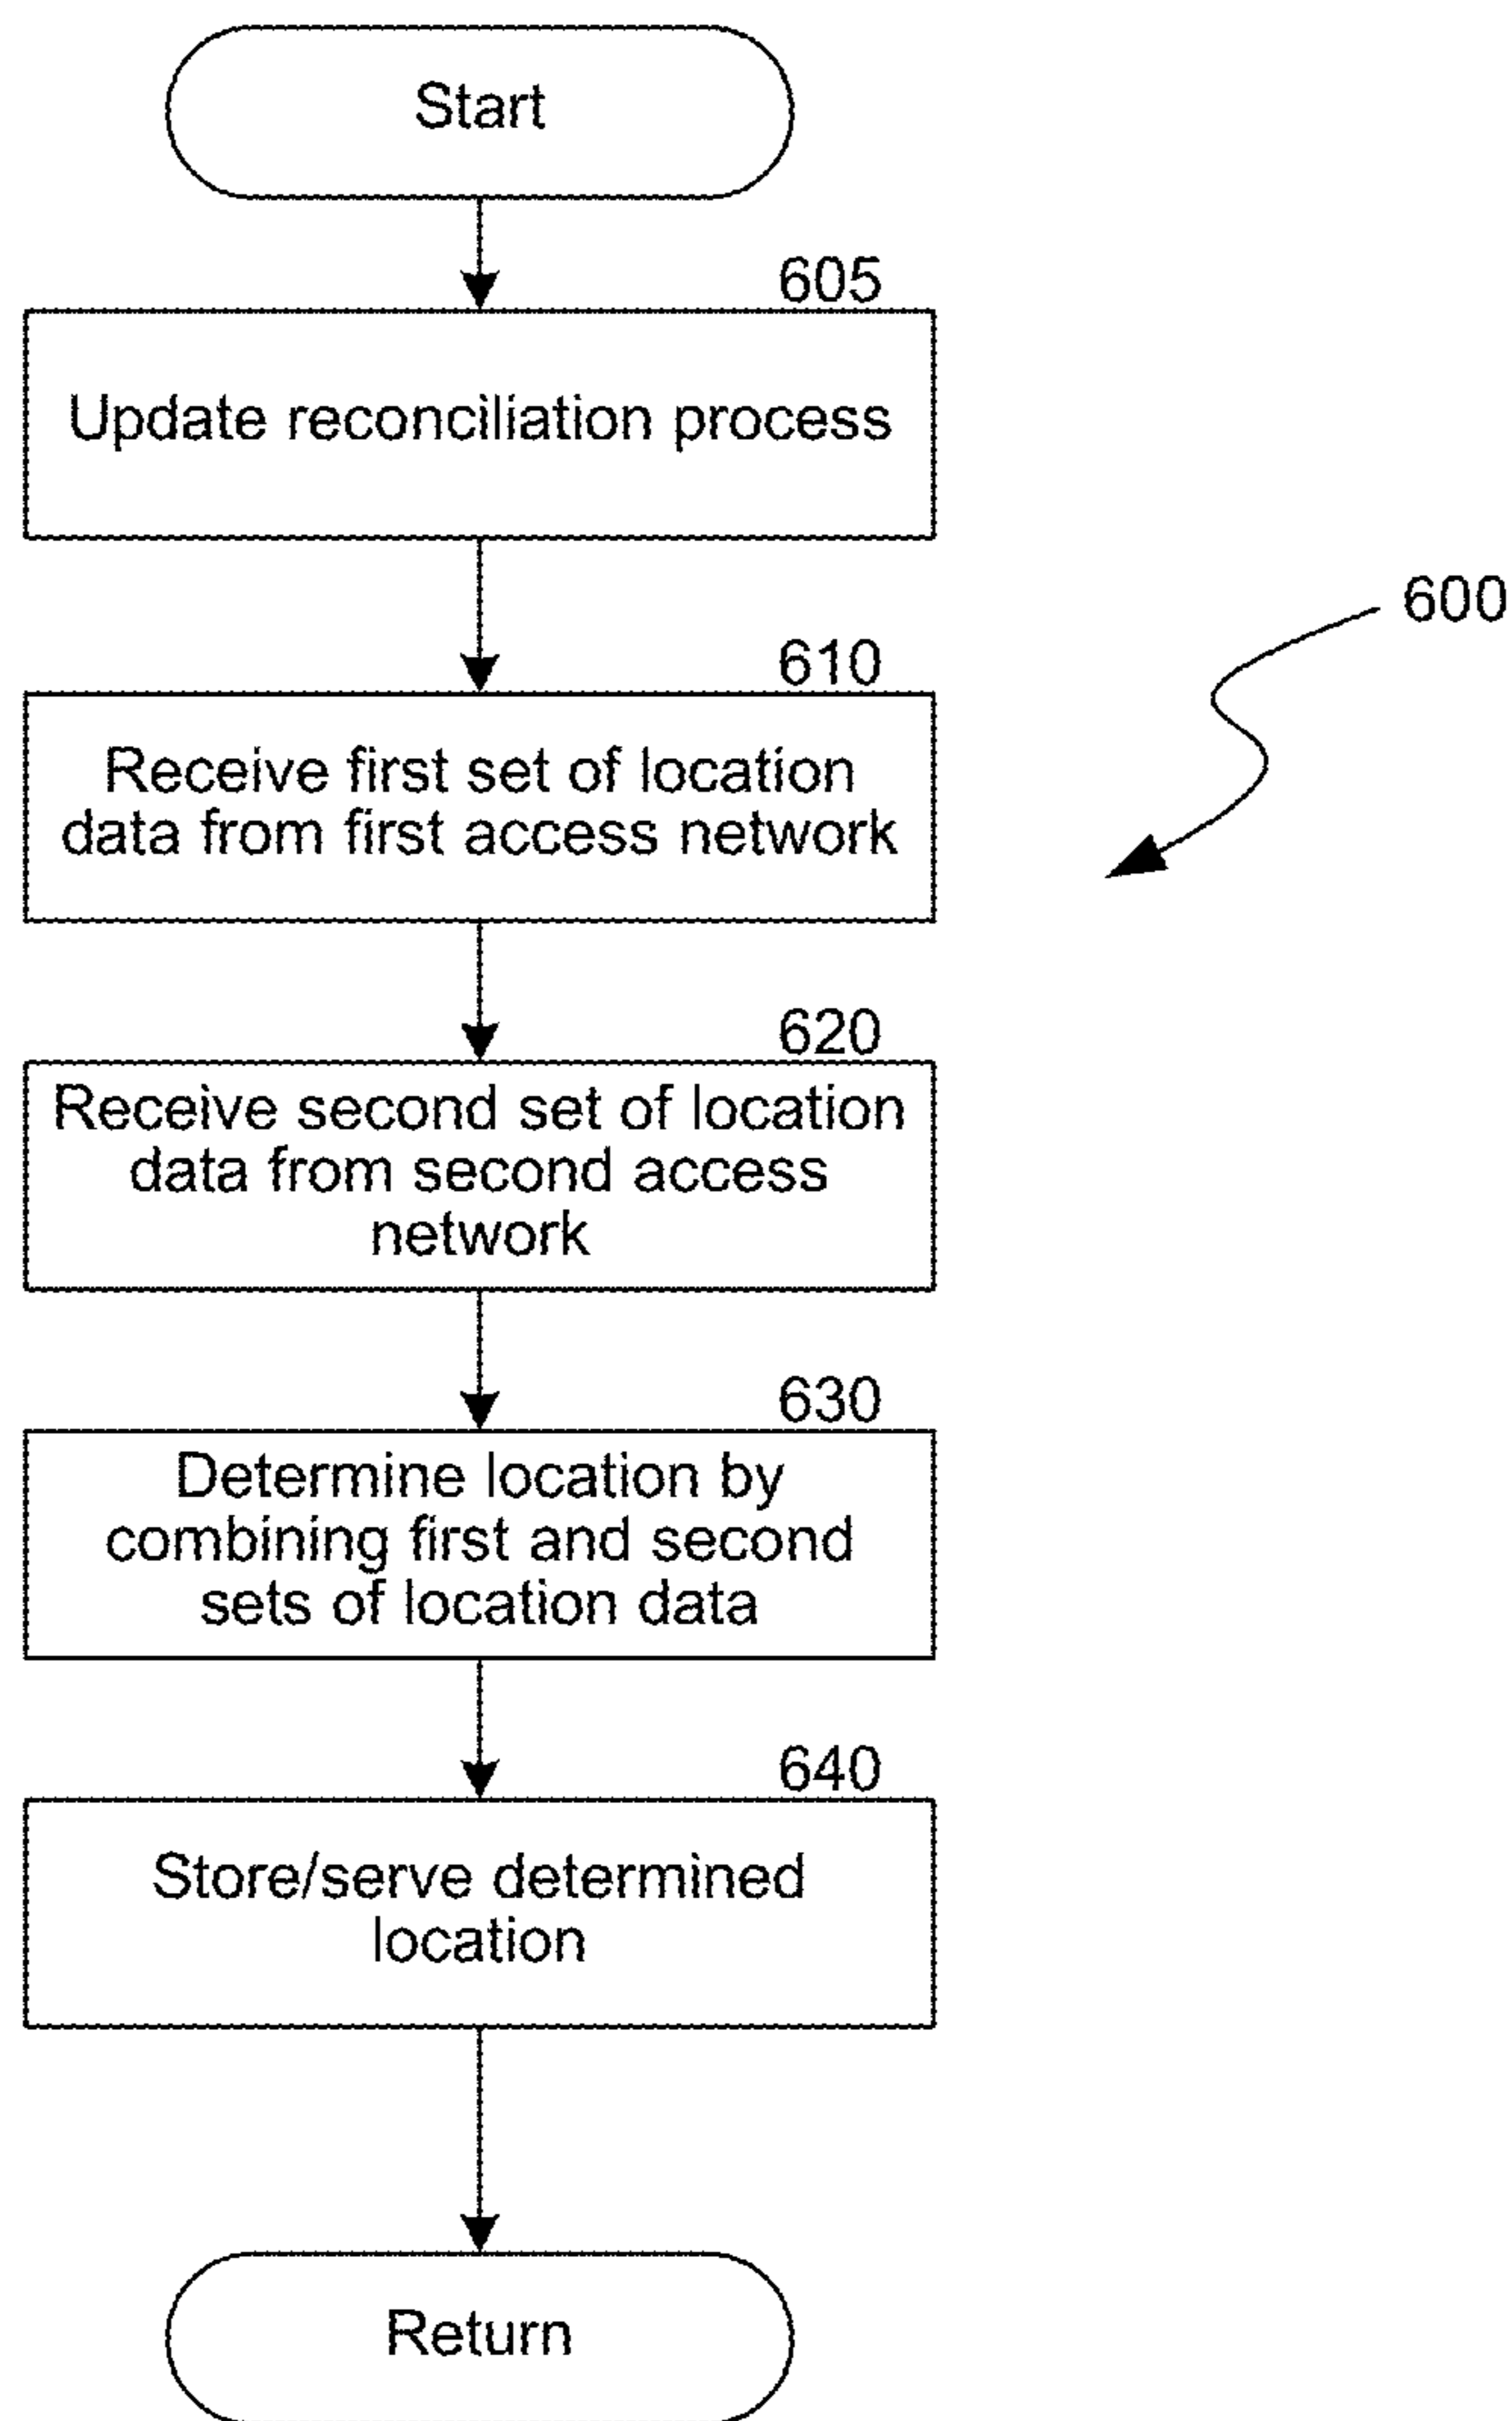 Start
605
Update reconciliation process
600
610
Receive first set of location
data from first access network
620
Receive second set of location
data from second access
network
630
Determine location by
combining first and second
sets of location data
640
Store/serve determined
location
Return